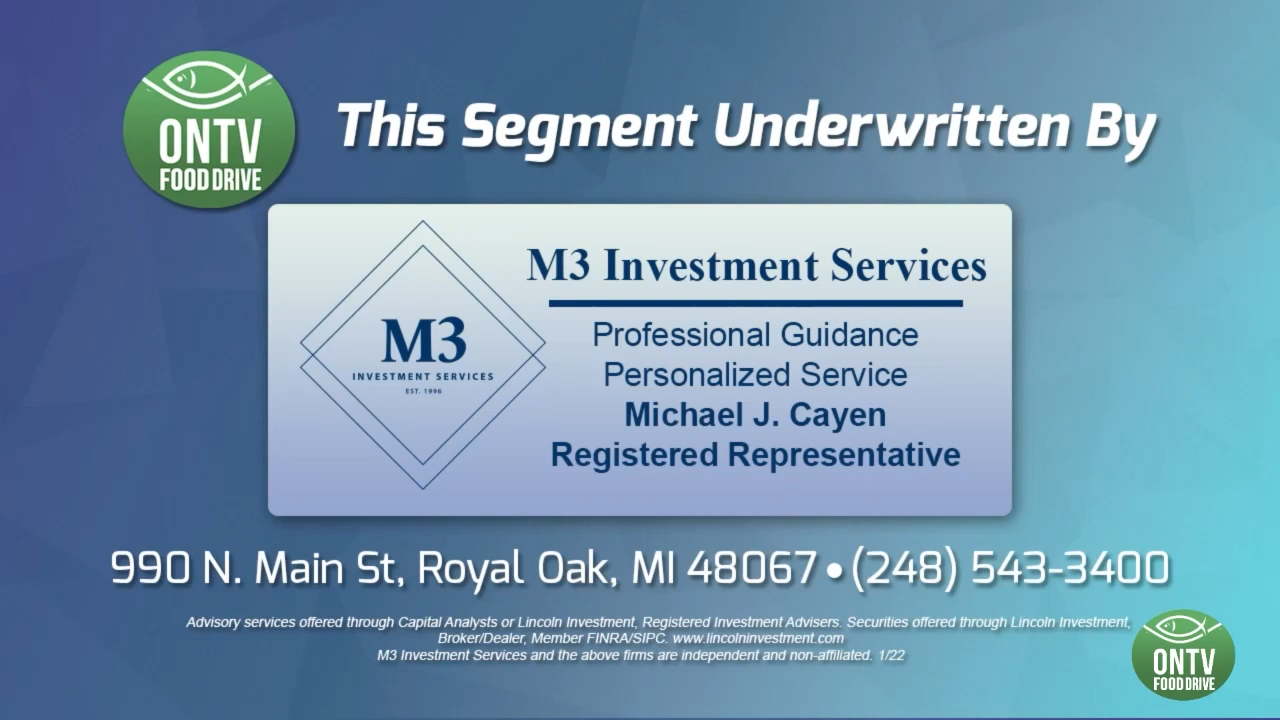 ONTV
FOOD DRIVE
This Segment Underwritten By
M3
INVESTMENT SERVICES
EST. 1996
M3 Investment Services
Professional Guidance
Personalized Service
Michael J. Cayen
Registered Representative
990 N. Main St, Royal Oak, MI 48067 • (248) 543-3400
Advisory services offered through Capital Analysts or Lincoln Investment, Registered Investment Advisers. Securities offered through Lincoln Investment,
Broker/Dealer, Member FINRA/SIPC. www.lincolninvestment.com
M3 Investment Services and the above firms are independent and non-affiliated. 1/22
ONTV
FOOD DRIVE